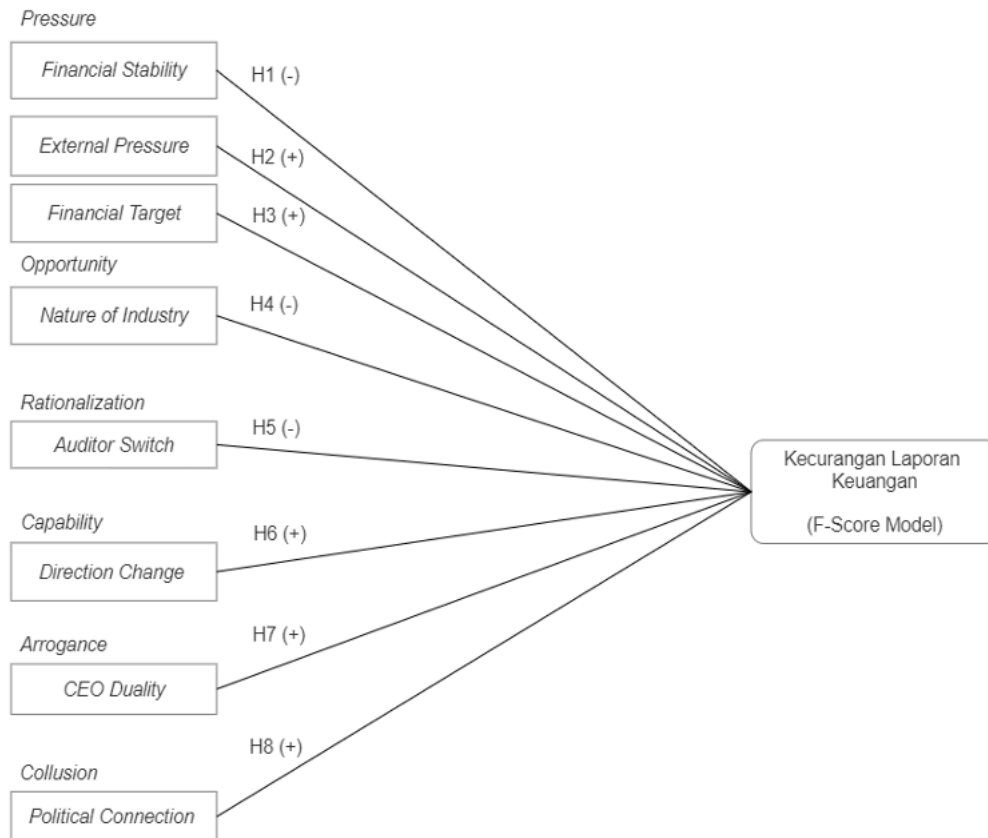 Pressure
Financial Stability
H1 (-)
External Pressure
H2 (+)
Financial Target
H3 (+)
Opportunity
Nature of Industry
H4 (-)
Rationalization
Auditor Switch
H5 (-)
Kecurangan Laporan
Keuangan
(F-Score Model)
Capability
Direction Change
H6 (+)
Arrogance
CEO Duality
H7 (+)
Collusion
Political Connection
H8 (+)